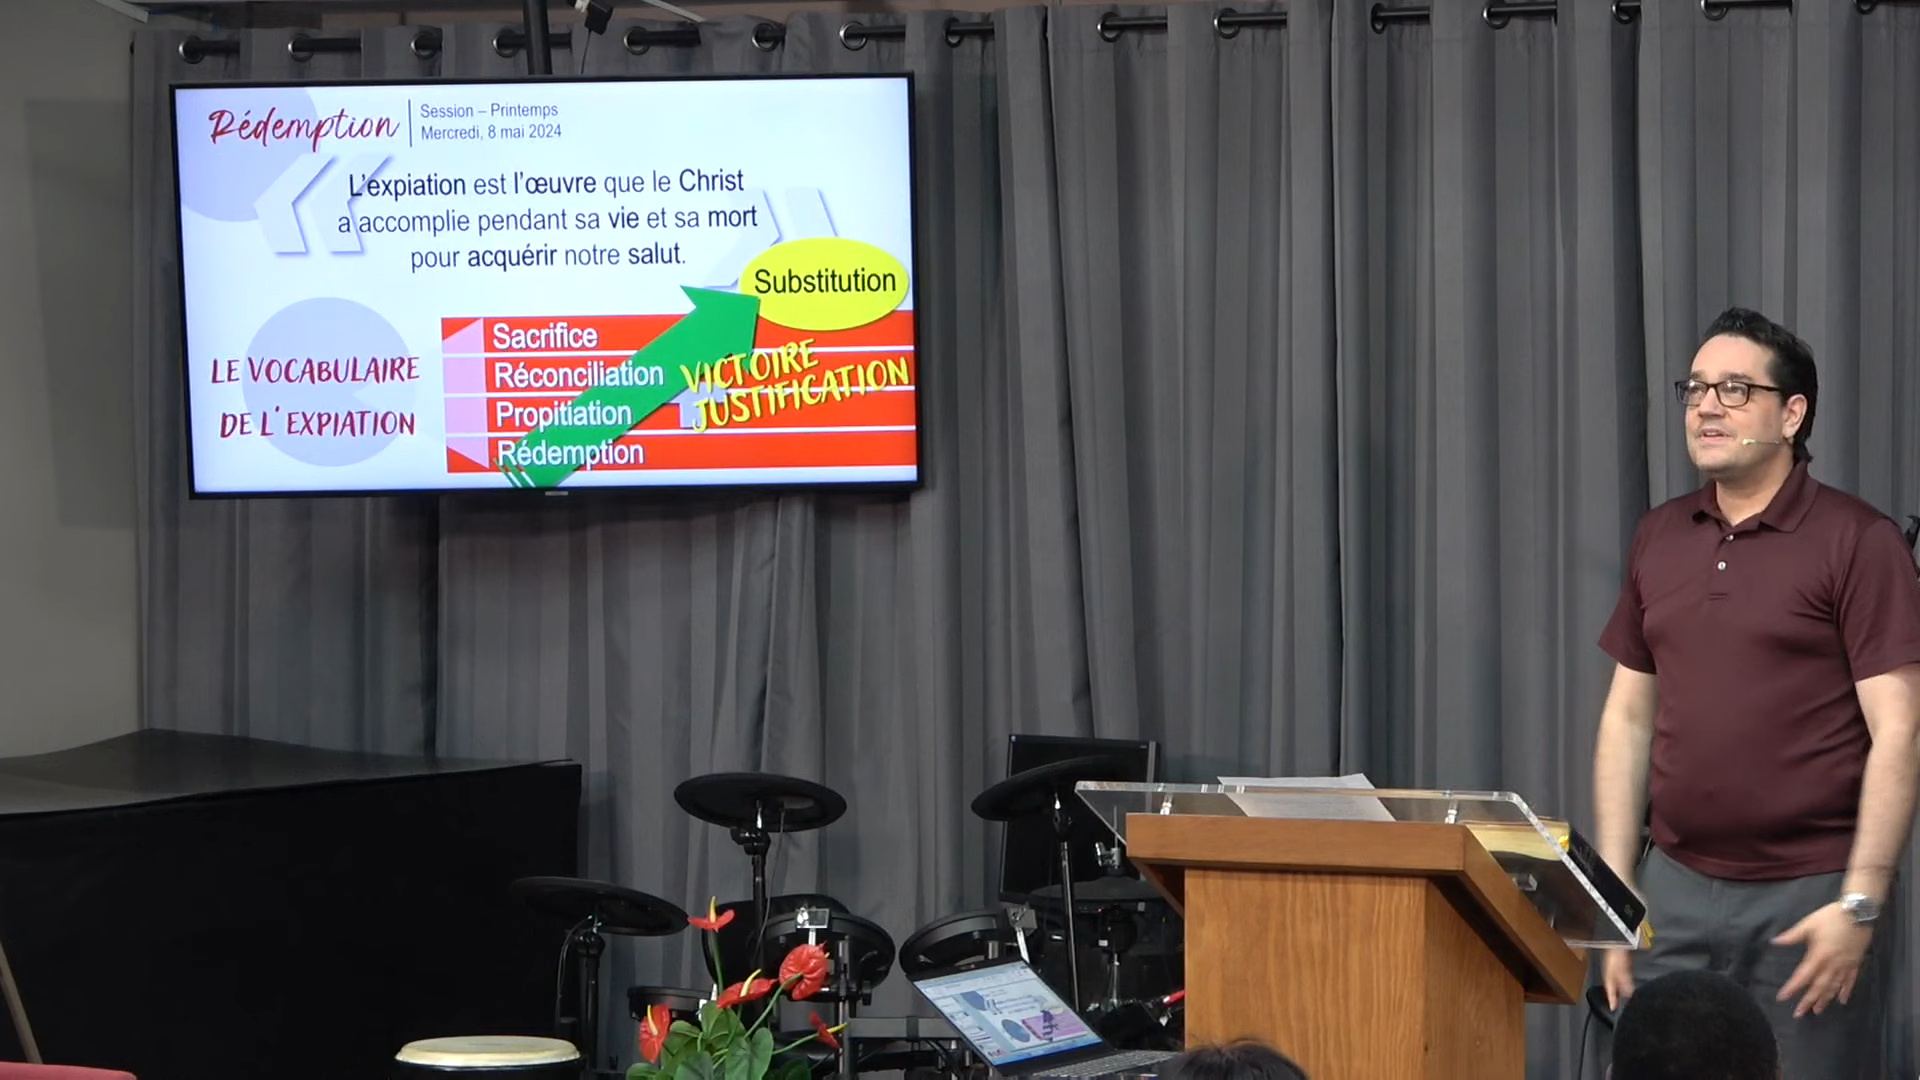 Rédemption
Session – Printemps
Mercredi, 8 mai 2024
L'expiation est l'œuvre que le Christ
a accomplie pendant sa vie et sa mort
pour acquérir notre salut.
Substitution
LE VOCABULAIRE
DE L'EXPIATION
Sacrifice
Réconciliation
Propitiation
Rédemption
VICTOIRE
JUSTIFICATION